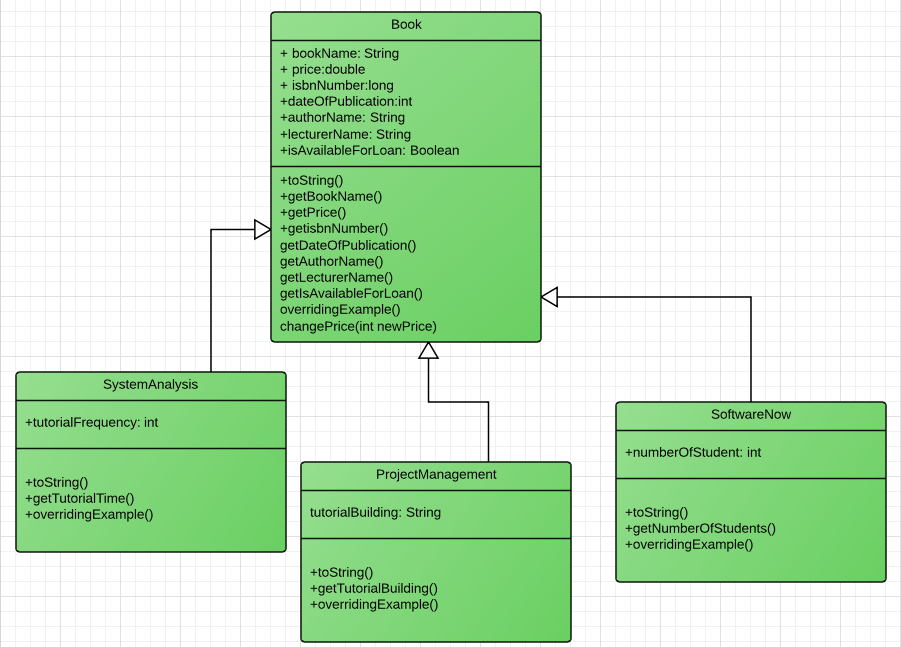 Book
+ bookName: String
+ price:double
+ isbnNumber:long
+dateOfPublication:int
+authorName: String
+lecturerName: String
+isAvailableForLoan: Boolean
+toString()
+getBookName()
+getPrice()
+getisbnNumber()
getDateOfPublication()
getAuthorName()
getLecturerName()
getIsAvailableForLoan()
overridingExample()
changePrice(int newPrice)
SystemAnalysis
+tutorialFrequency: int
+toString()
+getTutorialTime()
+overridingExample()
ProjectManagement
tutorialBuilding: String
+toString()
+getTutorialBuilding()
+overridingExample()
SoftwareNow
+numberOfStudent: int
+toString()
+getNumberOfStudents()
+overridingExample()